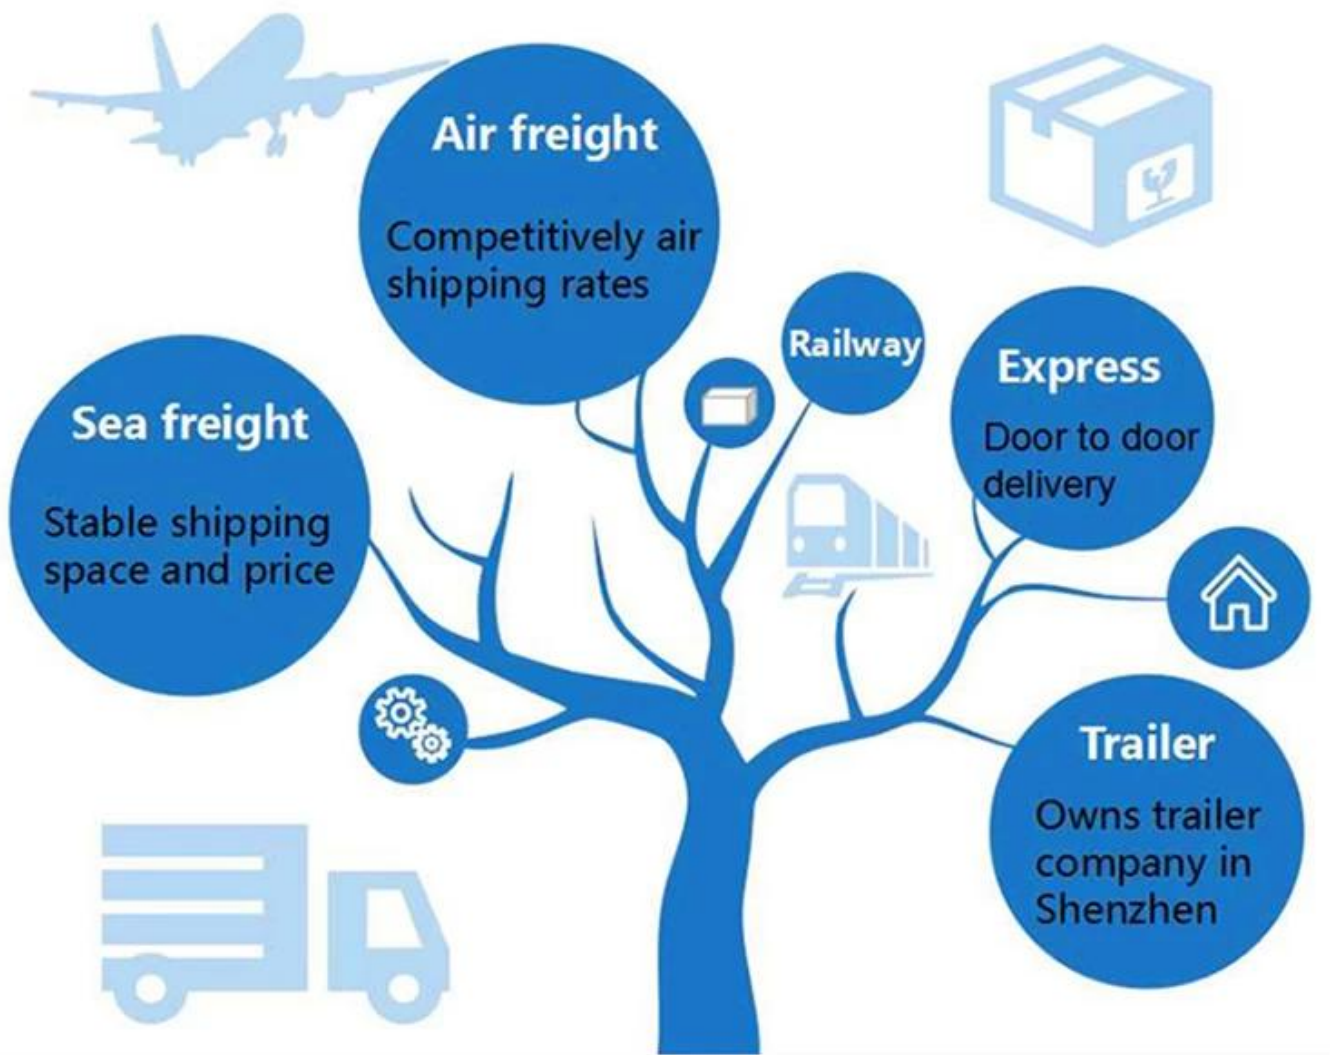 Air freight
Competitively air
shipping rates
Railway
Express
Door to door
delivery
Sea freight
Stable shipping
space and price
Trailer
Owns trailer
company in
Shenzhen